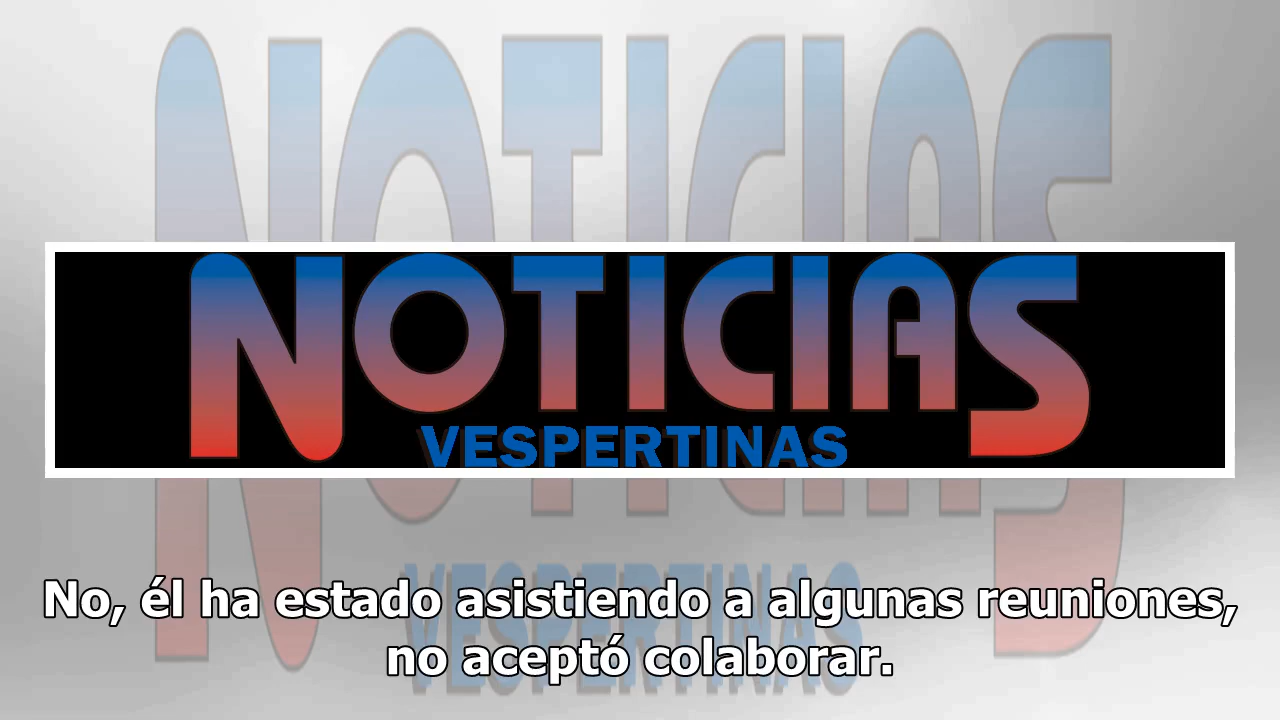 NOTICIAS
VESPERTINAS
No, él ha estado asistiendo a algunas reuniones,
no aceptó colaborar.